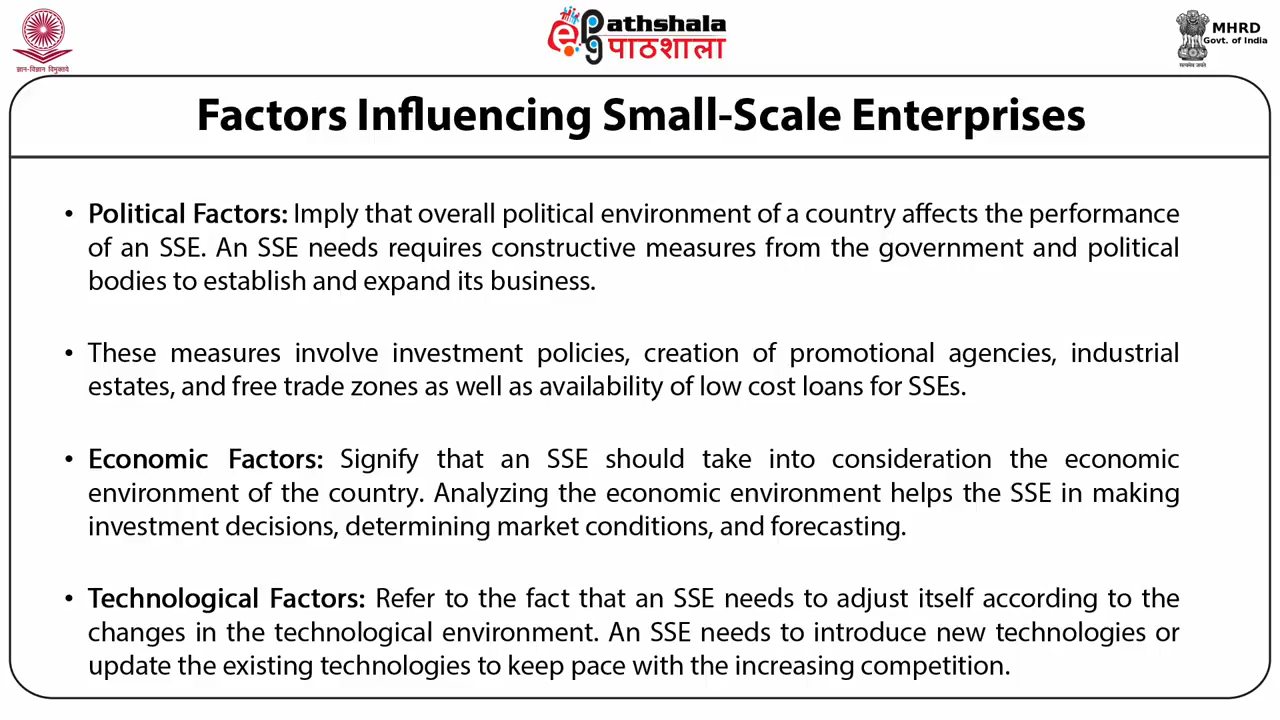 ज्ञान-विज्ञान विमुक्तये
ePG Pathshala
पाठशाला
MHRD
Govt. of India
सत्यमेव जयते
Factors Influencing Small-Scale Enterprises
• Political Factors: Imply that overall political environment of a country affects the performance
of an SSE. An SSE needs requires constructive measures from the government and political
bodies to establish and expand its business.
• These measures involve investment policies, creation of promotional agencies, industrial
estates, and free trade zones as well as availability of low cost loans for SSEs.
• Economic Factors: Signify that an SSE should take into consideration the economic
environment of the country. Analyzing the economic environment helps the SSE in making
investment decisions, determining market conditions, and forecasting.
• Technological Factors: Refer to the fact that an SSE needs to adjust itself according to the
changes in the technological environment. An SSE needs to introduce new technologies or
update the existing technologies to keep pace with the increasing competition.